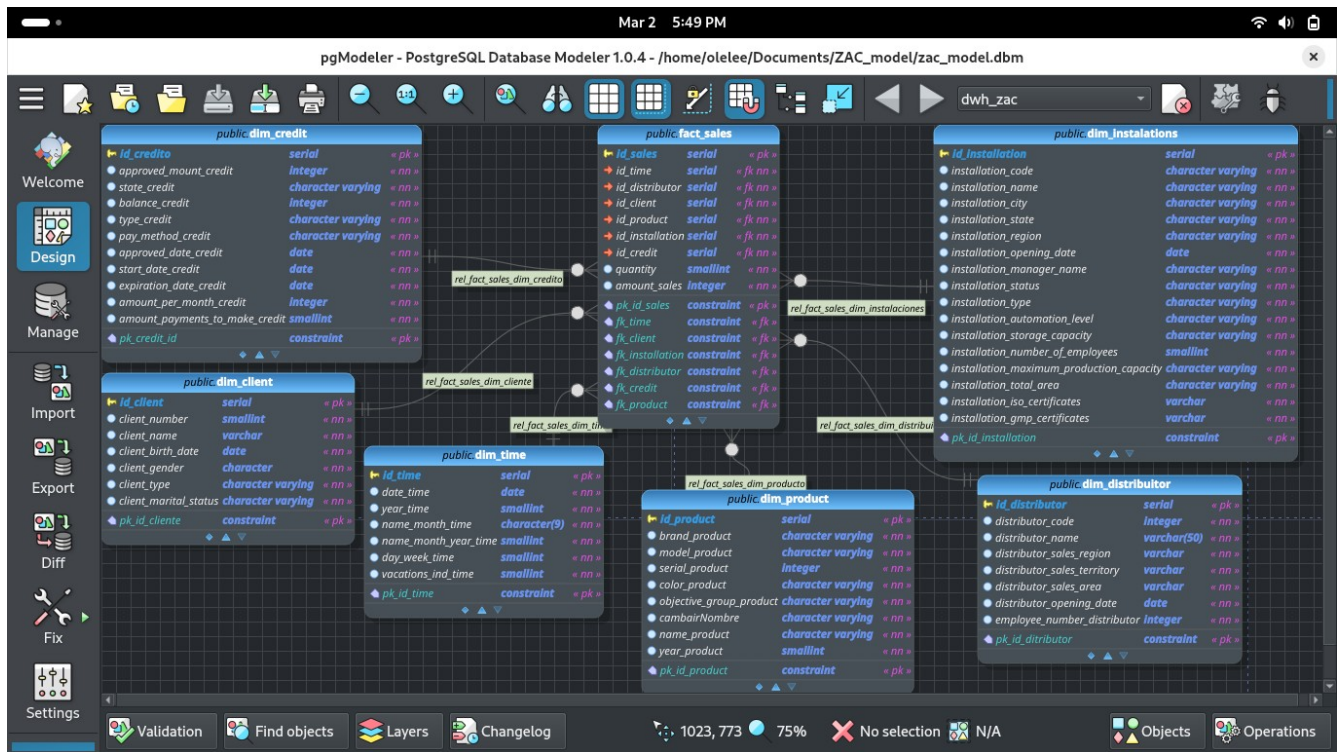 Mar 2 5:49 PM
pgModeler - PostgreSQL Database Modeler 1.0.4 - /home/olelee/Documents/ZAC_model/zac_model.dbm
1:1
dwh_zac
Welcome
Design
Manage
Import
Export
Diff
Fix
Settings
public.dim_credit
id_credito serial « pk »
approved_mount_credit integer « nn »
state_credit character varying « nn »
balance_credit integer « nn »
type_credit character varying « nn »
pay_method_credit character varying « nn »
approved_date_credit date « nn »
start_date_credit date « nn »
expiration_date_credit date « nn »
amount_per_month_credit integer « nn »
amount_payments_to_make_credit smallint « nn »
pk_credit_id constraint « pk »
public.fact_sales
id_sales serial « pk »
id_time serial « fk nn »
id_distributor serial « fk nn »
id_client serial « fk nn »
id_product serial « fk nn »
id_installation serial « fk nn »
id_credit serial « fk nn »
quantity smallint « nn »
amount_sales integer « nn »
pk_id_sales constraint « pk »
fk_time constraint « fk »
fk_client constraint « fk »
fk_installation constraint « fk »
fk_distributor constraint « fk »
fk_credit constraint « fk »
fk_product constraint « fk »
public.dim_instalations
id_installation serial « pk »
installation_code character varying « nn »
installation_name character varying « nn »
installation_city character varying « nn »
installation_state character varying « nn »
installation_region character varying « nn »
installation_opening_date date « nn »
installation_manager_name character varying « nn »
installation_status character varying « nn »
installation_type character varying « nn »
installation_automation_level character varying « nn »
installation_storage_capacity character varying « nn »
installation_number_of_employees smallint « nn »
installation_maximum_production_capacity character varying « nn »
installation_total_area character varying « nn »
installation_iso_certificates varchar « nn »
installation_gmp_certificates varchar « nn »
pk_id_installation constraint « pk »
rel_fact_sales_dim_credito
rel_fact_sales_dim_instalaciones
rel_fact_sales_dim_cliente
rel_fact_sales_dim_tin
rel_fact_sales_dim_distribui
rel_fact_sales_dim_producto
public.dim_client
id_client serial « pk »
client_number smallint « nn »
client_name varchar « nn »
client_birth_date date « nn »
client_gender character « nn »
client_type character varying « nn »
client_marital_status character varying « nn »
pk_id_cliente constraint « pk »
public.dim_time
id_time serial « pk »
date_time date « nn »
year_time smallint « nn »
name_month_time character(9) « nn »
name_month_year_time smallint « nn »
day_week_time smallint « nn »
vacations_ind_time smallint « nn »
pk_id_time constraint « pk »
public.dim_product
id_product serial « pk »
brand_product character varying « nn »
model_product character varying « nn »
serial_product integer « nn »
color_product character varying « nn »
objective_group_product character varying « nn »
cambairNombre character varying « nn »
name_product character varying « nn »
year_product smallint « nn »
pk_id_product constraint « pk »
public.dim_distribuitor
id_distributor serial « pk »
distributor_code integer « nn »
distributor_name varchar(50) « nn »
distributor_sales_region varchar « nn »
distributor_sales_territory varchar « nn »
distributor_sales_area varchar « nn »
distributor_opening_date date « nn »
employee_number_distributor integer « nn »
pk_id_ditributor constraint « pk »
Validation
Find objects
Layers
Changelog
1023, 773
75%
No selection
N/A
Objects
Operations